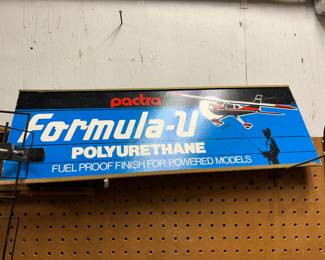 pactra
Formula-U
POLYURETHANE
FUEL PROOF FINISH FOR POWERED MODELS